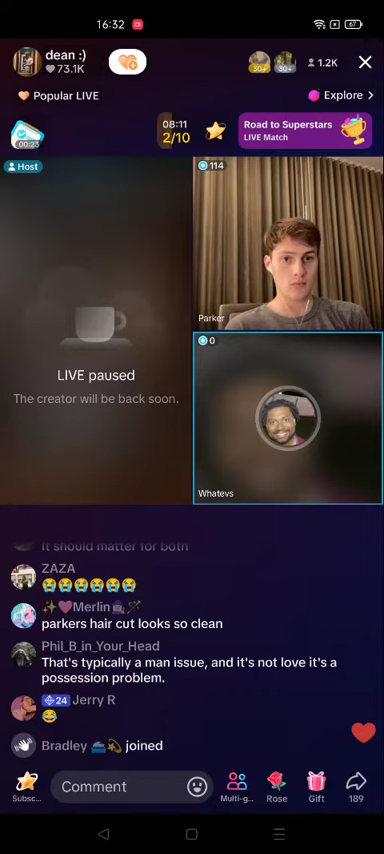 16:32
67
dean :)
73.1K
30+
30+
1.2K
Popular LIVE
Explore >
00:23
08:11
2/10
Road to Superstars
LIVE Match
Host
114
Parker
LIVE paused
The creator will be back soon.
0
Whatevs
It should matter for both
ZAZA
😭😭😭😭😭😭
✨💜Merlin🧙🏻‍♂️🪄
parkers hair cut looks so clean
Phil_B_in_Your_Head
That's typically a man issue, and it's not love it's a
possession problem.
24 Jerry R
😂
Bradley 🚢💫 joined
Comment
Subsc...
Multi-g...
Rose
Gift
189